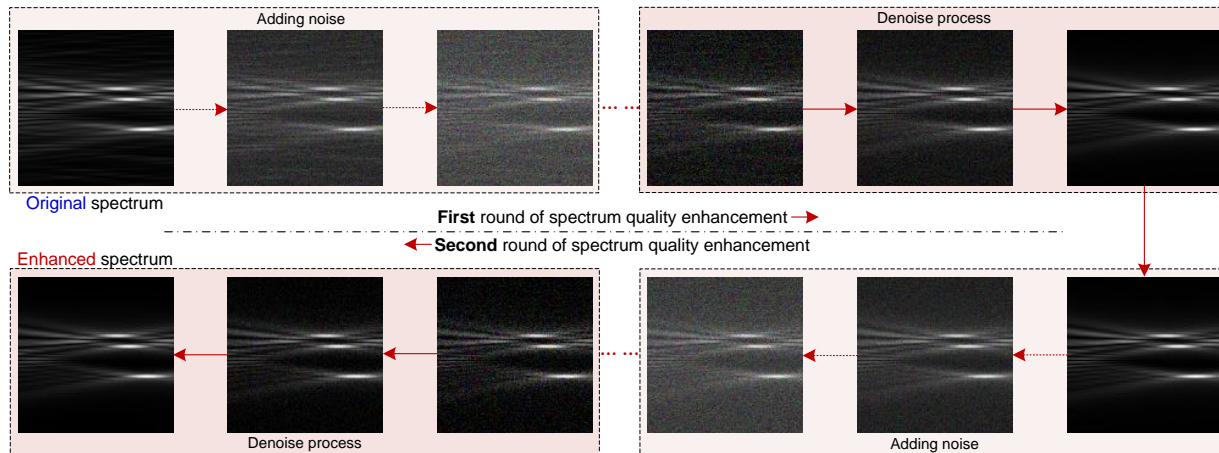 Adding noise
Denoise process
... ...
Original spectrum
First round of spectrum quality enhancement
Second round of spectrum quality enhancement
Enhanced spectrum
... ...
Denoise process
Adding noise